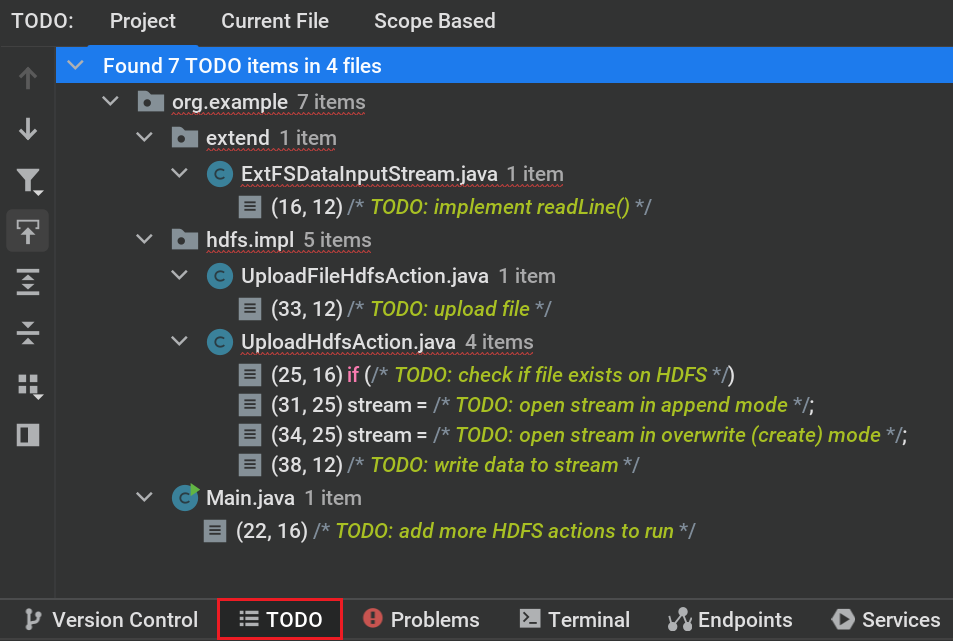 TODO: Project Current File Scope Based
Found 7 TODO items in 4 files
org.example 7 items
extend 1 item
ExtFSDataInputStream.java 1 item
(16, 12) /* TODO: implement readLine() */
hdfs.impl 5 items
UploadFileHdfsAction.java 1 item
(33, 12) /* TODO: upload file */
UploadHdfsAction.java 4 items
(25, 16) if (/* TODO: check if file exists on HDFS */)
(31, 25) stream = /* TODO: open stream in append mode */;
(34, 25) stream = /* TODO: open stream in overwrite (create) mode */;
(38, 12) /* TODO: write data to stream */
Main.java 1 item
(22, 16) /* TODO: add more HDFS actions to run */
Version Control TODO Problems Terminal Endpoints Services